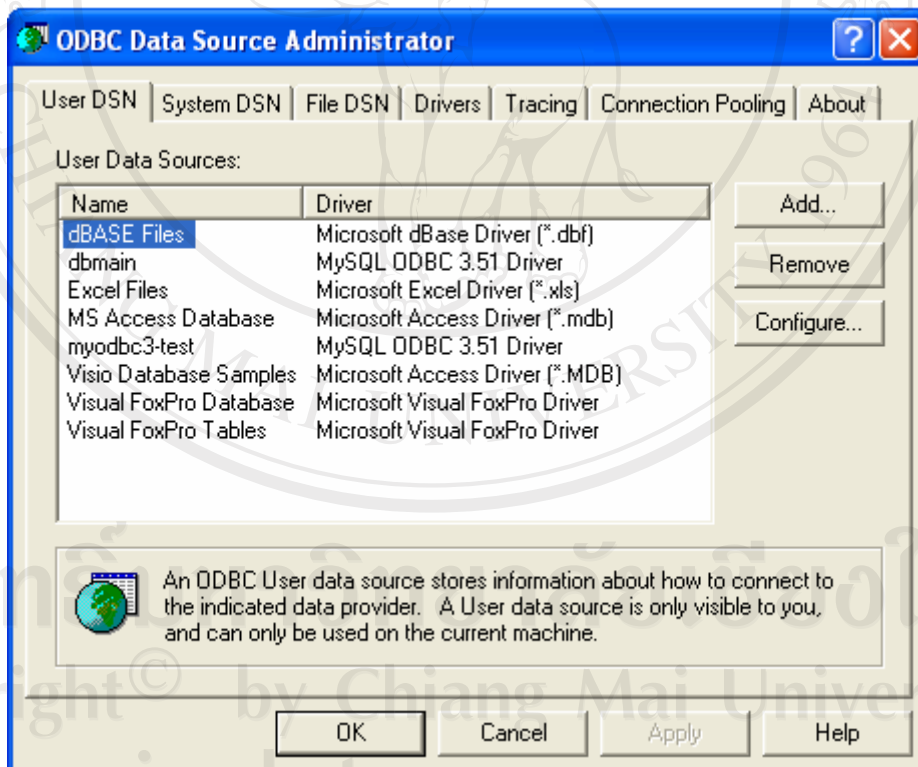 ODBC Data Source Administrator
User DSN System DSN File DSN Drivers Tracing Connection Pooling About
User Data Sources:
Name Driver
dBASE Files Microsoft dBase Driver (*.dbf)
dbmain MySQL ODBC 3.51 Driver
Excel Files Microsoft Excel Driver (*.xls)
MS Access Database Microsoft Access Driver (*.mdb)
myodbc3-test MySQL ODBC 3.51 Driver
Visio Database Samples Microsoft Access Driver (*.MDB)
Visual FoxPro Database Microsoft Visual FoxPro Driver
Visual FoxPro Tables Microsoft Visual FoxPro Driver
Add...
Remove
Configure...
An ODBC User data source stores information about how to connect to
the indicated data provider. A User data source is only visible to you,
and can only be used on the current machine.
OK Cancel Apply Help
MAI UNIVERSITY 1964
by Chiang Mai